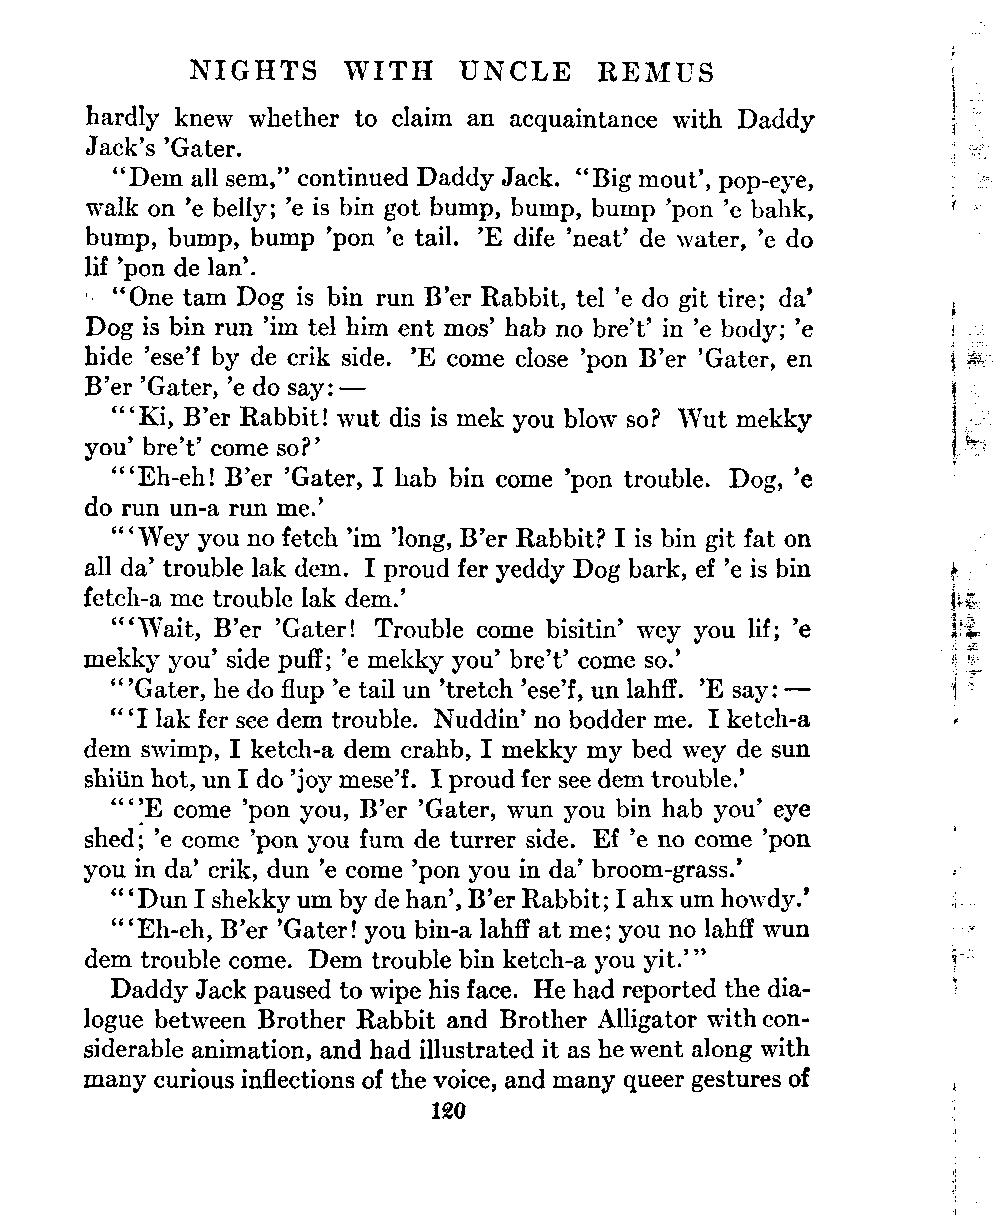 NIGHTS WITH UNCLE REMUS
hardly knew whether to claim an acquaintance with Daddy
Jack's 'Gater.
“Dem all sem,” continued Daddy Jack. “Big mout', pop-eye,
walk on 'e belly; 'e is bin got bump, bump, bump 'pon 'e bahk,
bump, bump, bump 'pon 'e tail. 'E dife 'neat' de water, 'e do
lif 'pon de lan'.
“One tam Dog is bin run B'er Rabbit, tel 'e do git tire; da'
Dog is bin run 'im tel him ent mos' hab no bre't' in 'e body; 'e
hide 'ese'f by de crik side. 'E come close 'pon B'er 'Gater, en
B'er 'Gater, 'e do say: —
“‘Ki, B'er Rabbit! wut dis is mek you blow so? Wut mekky
you' bre't' come so?’
“‘Eh-eh! B'er 'Gater, I hab bin come 'pon trouble. Dog, 'e
do run un-a run me.’
“‘Wey you no fetch 'im 'long, B'er Rabbit? I is bin git fat on
all da' trouble lak dem. I proud fer yeddy Dog bark, ef 'e is bin
fetch-a me trouble lak dem.’
“‘Wait, B'er 'Gater! Trouble come bisitin' wey you lif; 'e
mekky you' side puff; 'e mekky you' bre't' come so.’
“'Gater, he do flup 'e tail un 'tretch 'ese'f, un lahff. 'E say: —
“‘I lak fer see dem trouble. Nuddin' no bodder me. I ketch-a
dem swimp, I ketch-a dem crahb, I mekky my bed wey de sun
shiün hot, un I do 'joy mese'f. I proud fer see dem trouble.’
“‘'E come 'pon you, B'er 'Gater, wun you bin hab you' eye
shed; 'e come 'pon you fum de turrer side. Ef 'e no come 'pon
you in da' crik, dun 'e come 'pon you in da' broom-grass.’
“‘Dun I shekky um by de han', B'er Rabbit; I ahx um howdy.’
“‘Eh-eh, B'er 'Gater! you bin-a lahff at me; you no lahff wun
dem trouble come. Dem trouble bin ketch-a you yit.’”
Daddy Jack paused to wipe his face. He had reported the dia-
logue between Brother Rabbit and Brother Alligator with con-
siderable animation, and had illustrated it as he went along with
many curious inflections of the voice, and many queer gestures of
120